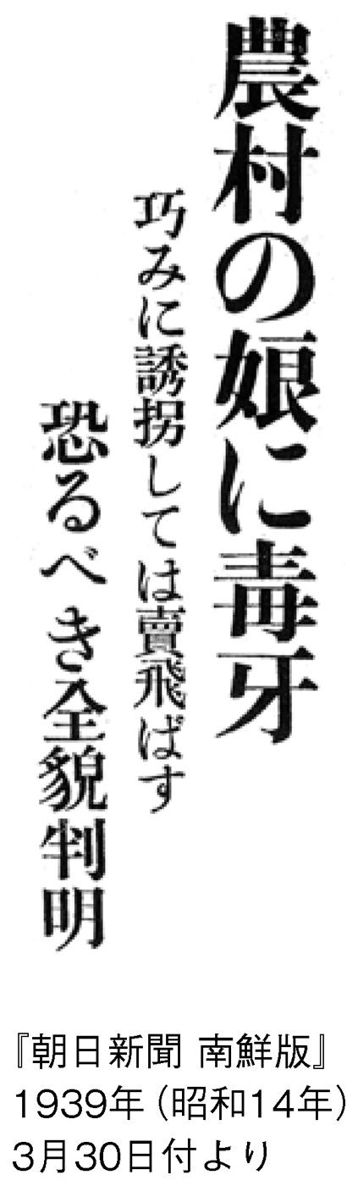 農村の娘に毒牙
巧みに誘拐しては賣飛ばす
恐るべき全貌判明
『朝日新聞 南鮮版』
1939年(昭和14年)
3月30日付より